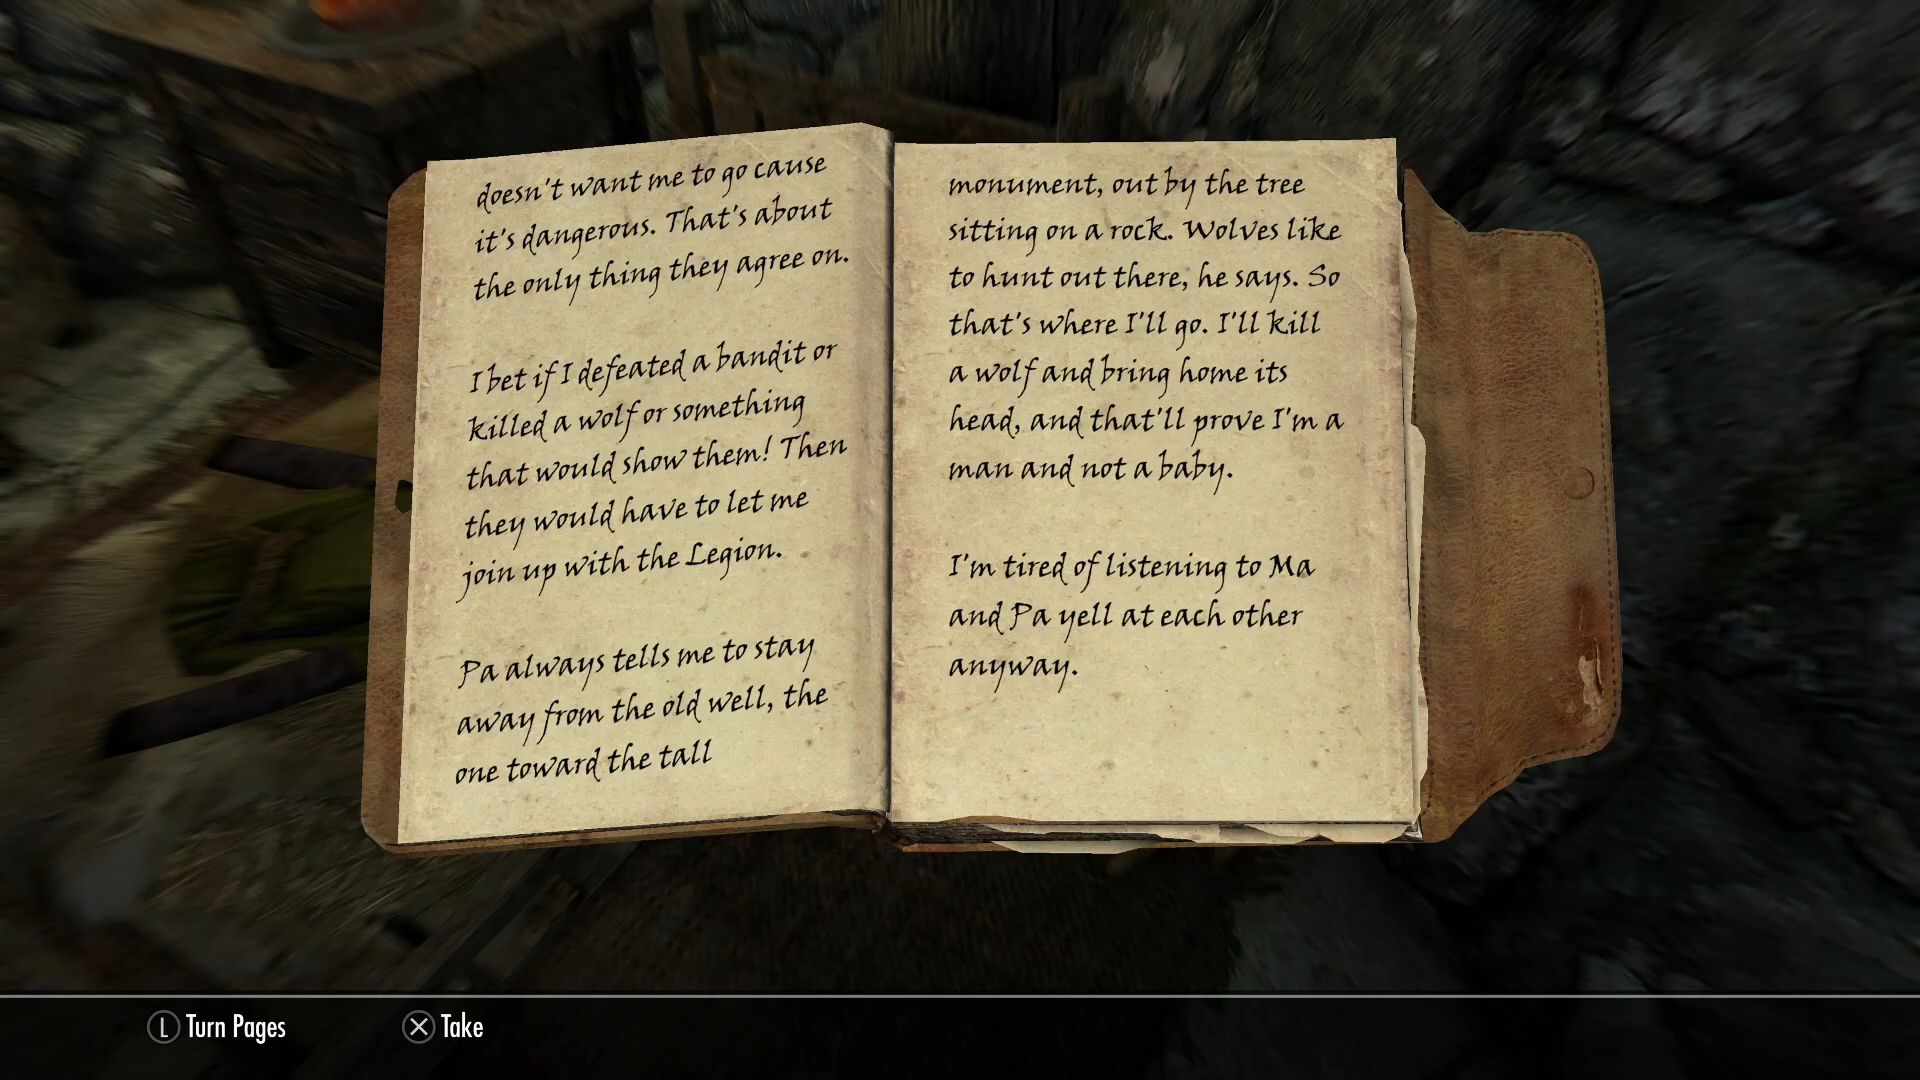 doesn't want me to go cause
it's dangerous. That's about
the only thing they agree on.
I bet if I defeated a bandit or
killed a wolf or something
that would show them! Then
they would have to let me
join up with the Legion.
Pa always tells me to stay
away from the old well, the
one toward the tall
monument, out by the tree
sitting on a rock. Wolves like
to hunt out there, he says. So
that's where I'll go. I'll kill
a wolf and bring home its
head, and that'll prove I'm a
man and not a baby.
I'm tired of listening to Ma
and Pa yell at each other
anyway.
L Turn Pages
X Take